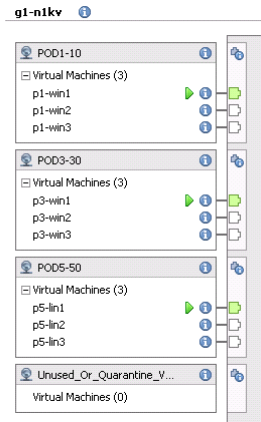 g1-n1kv
POD1-10
Virtual Machines (3)
p1-win1
p1-win2
p1-win3
POD3-30
Virtual Machines (3)
p3-win1
p3-win2
p3-win3
POD5-50
Virtual Machines (3)
p5-lin1
p5-lin2
p5-lin3
Unused_Or_Quarantine_V...
Virtual Machines (0)